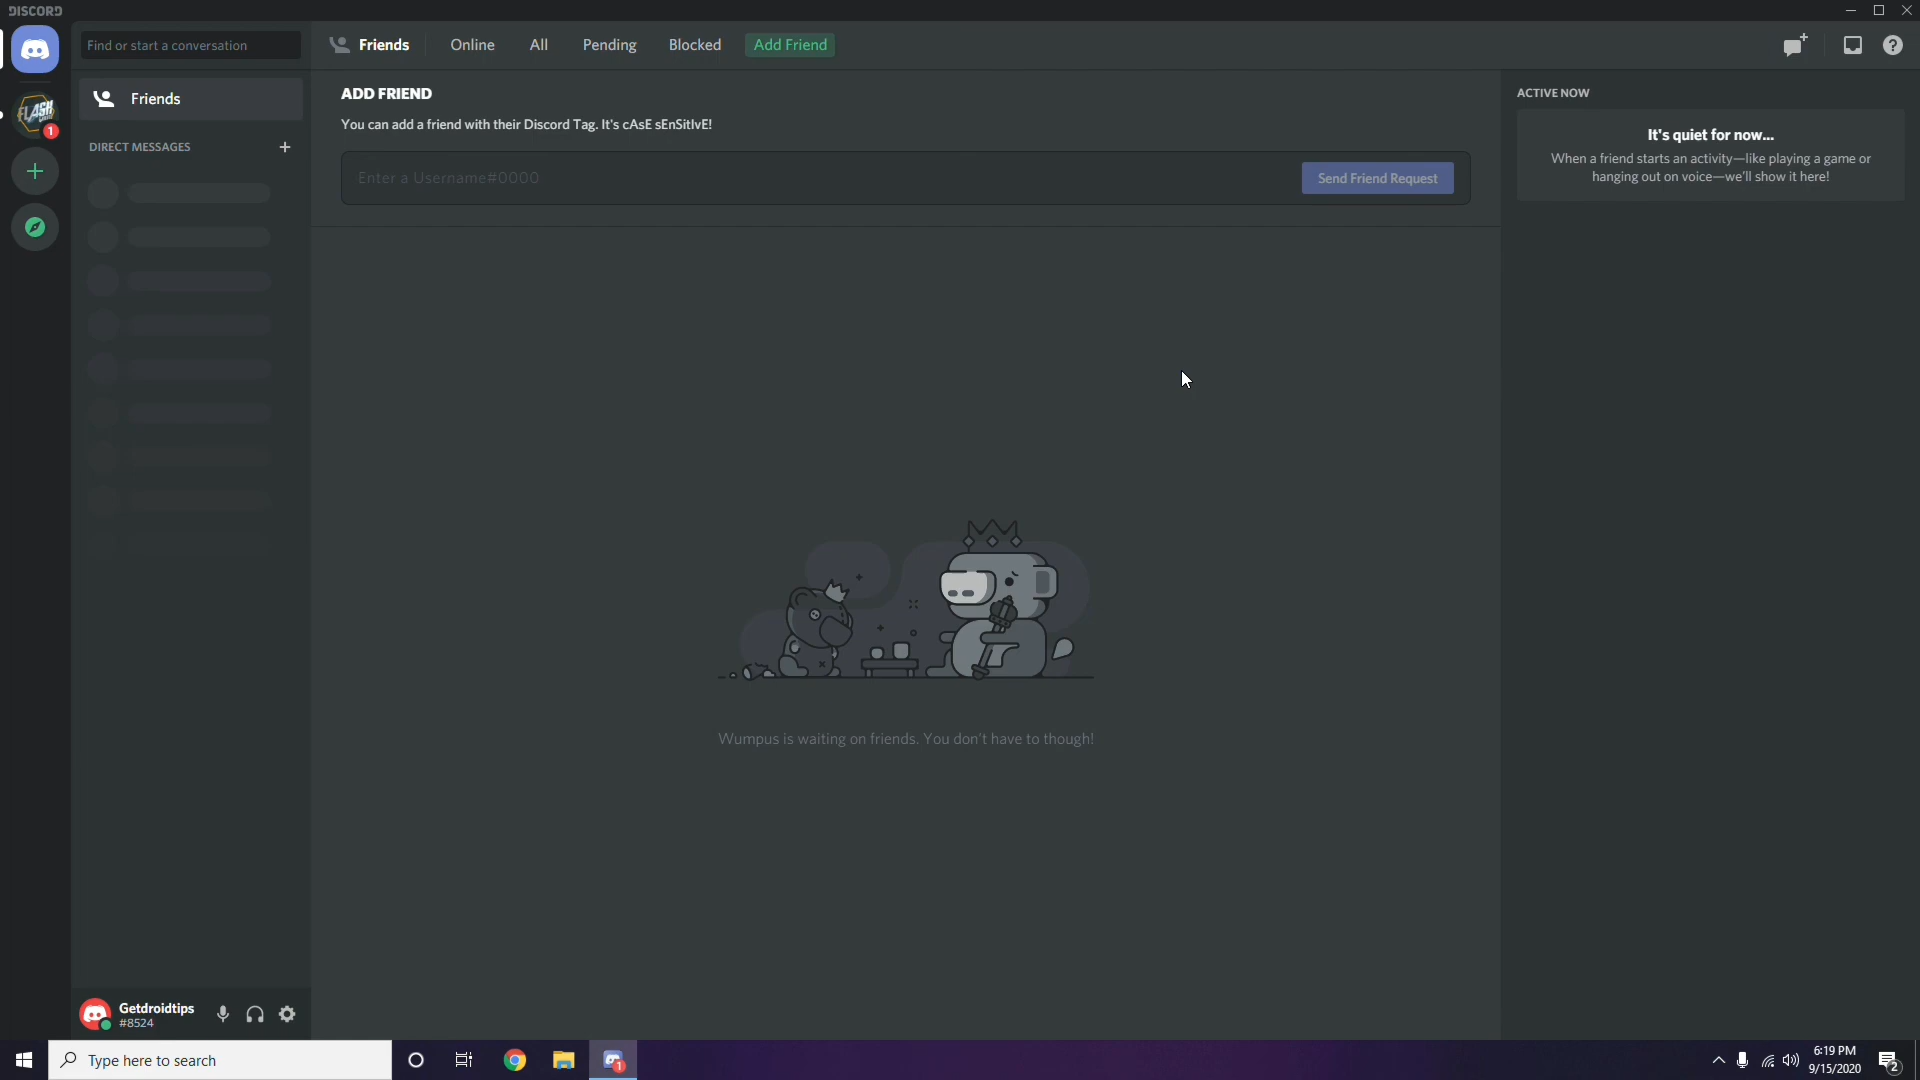 DISCORD
Find or start a conversation
Friends
Online
All
Pending
Blocked
Add Friend
FLASH
1
Friends
DIRECT MESSAGES
ADD FRIEND
You can add a friend with their Discord Tag. It's cAsE sEnSitIvE!
Enter a Username#0000
Send Friend Request
ACTIVE NOW
It's quiet for now...
When a friend starts an activity—like playing a game or
hanging out on voice—we'll show it here!
Wumpus is waiting on friends. You don't have to though!
Getdroidtips
#8524
Type here to search
1
6:19 PM
9/15/2020
2